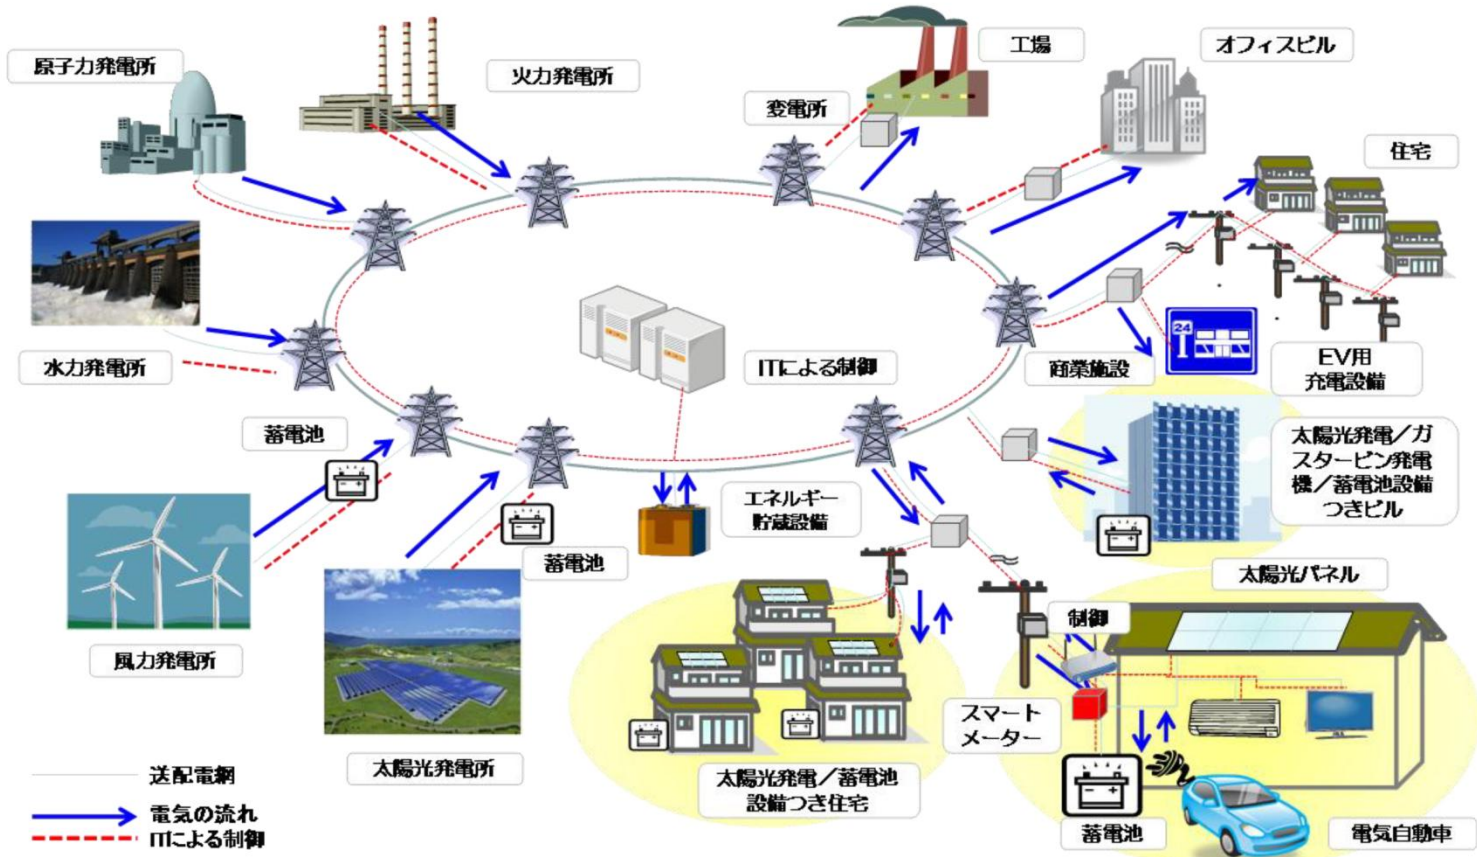 原子力発電所
火力発電所
変電所
工場
オフィスビル
住宅
水力発電所
ITによる制御
商業施設
24
EV用
充電設備
蓄電池
エネルギー
貯蔵設備
太陽光発電/ガ
スタービン発電
機/蓄電池設備
つきビル
蓄電池
太陽光パネル
風力発電所
制御
スマート
メーター
太陽光発電所
太陽光発電/蓄電池
設備つき住宅
蓄電池
電気自動車
送配電網
電気の流れ
ITによる制御